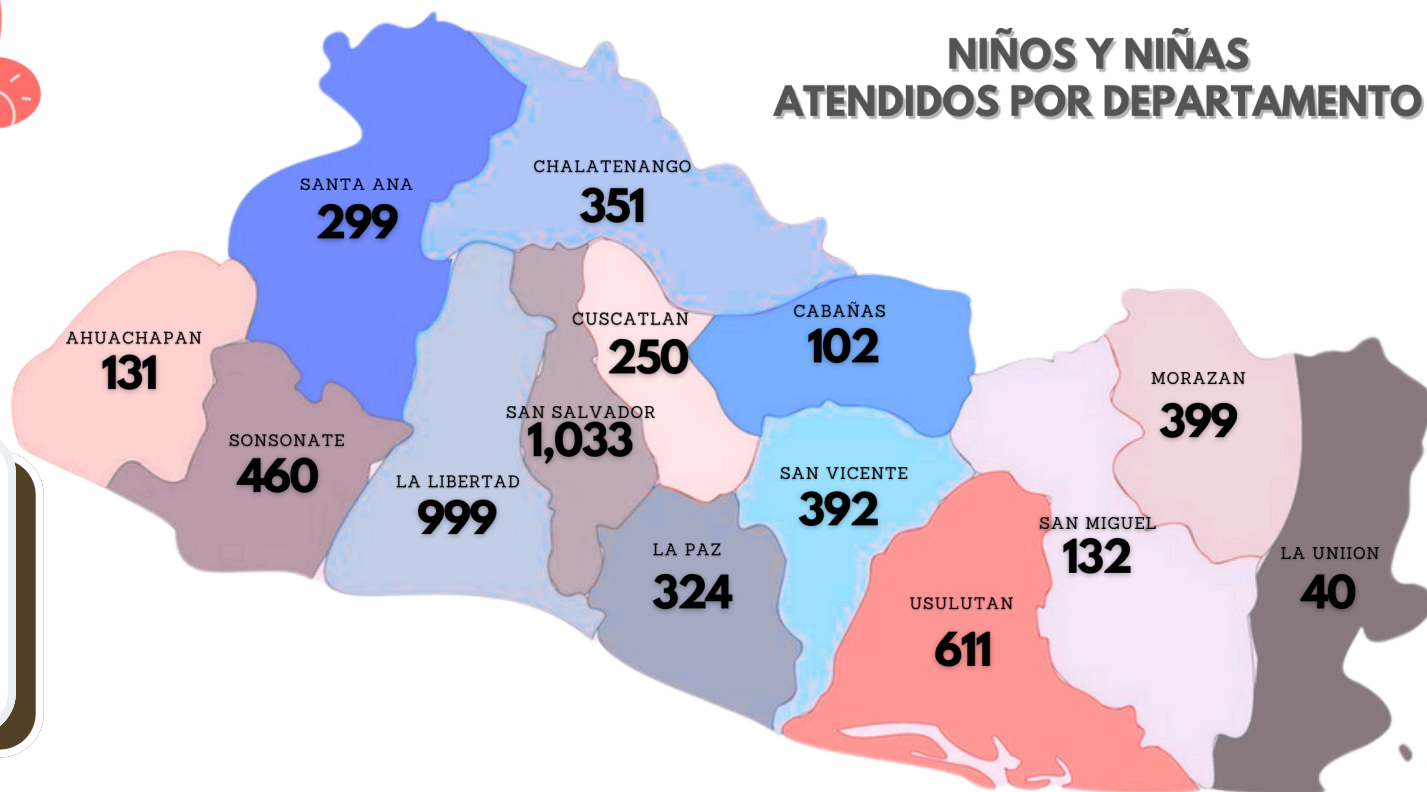 NIÑOS Y NIÑAS
ATENDIDOS POR DEPARTAMENTO
CHALATENANGO
351
SANTA ANA
299
CABAÑAS
102
CUSCATLAN
250
AHUACHAPAN
131
MORAZAN
399
SAN SALVADOR
1,033
SONSONATE
460
SAN VICENTE
392
LA LIBERTAD
999
SAN MIGUEL
132
LA PAZ
324
LA UNIION
40
USULUTAN
611